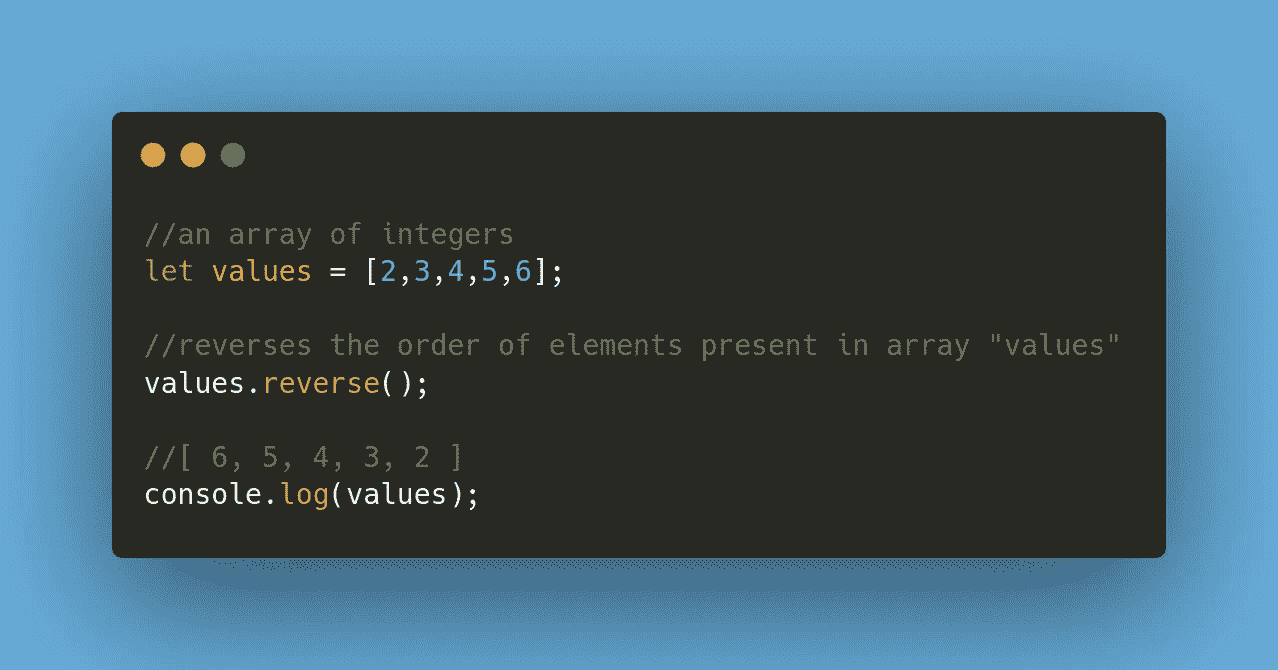 //an array of integers
let values = [2,3,4,5,6];
//reverses the order of elements present in array "values"
values.reverse();
//[ 6, 5, 4, 3, 2 ]
console.log(values);